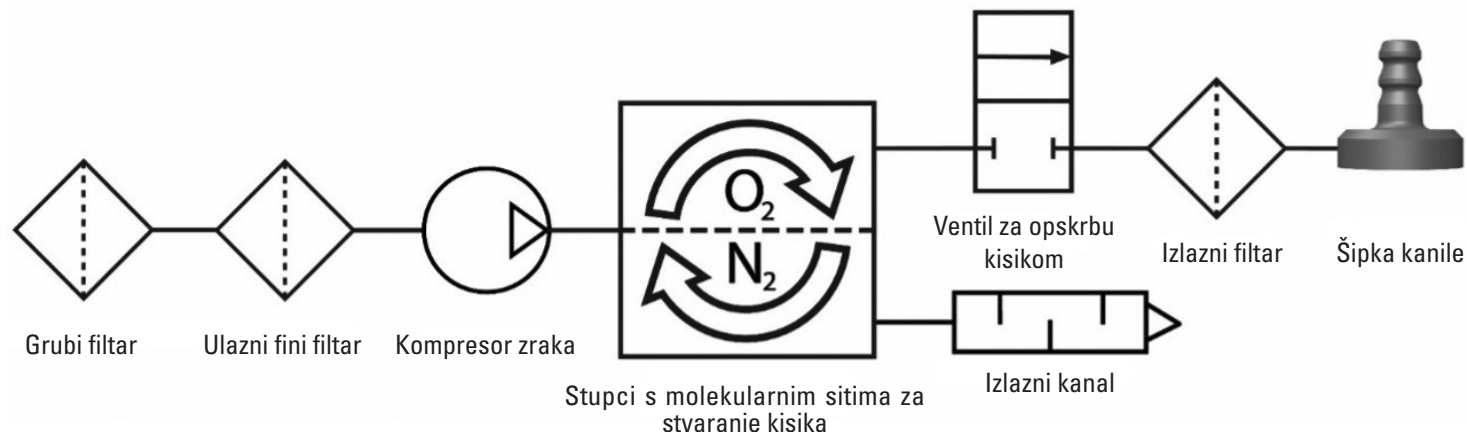 O₂
N₂
Ventil za opskrbu
kisikom
Izlazni filtar
Šipka kanile
Grubi filtar
Ulazni fini filtar
Kompresor zraka
Stupci s molekularnim sitima za
stvaranje kisika
Izlazni kanal